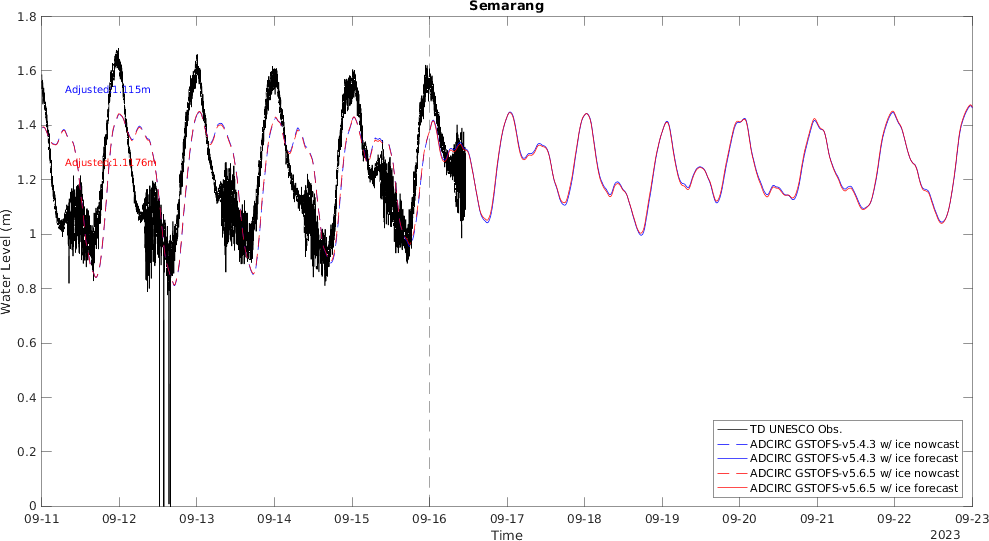 Semarang
1.8
1.6
1.4
1.2
1
0.8
0.6
0.4
0.2
0
Water Level (m)
Adjusted 1.115m
Adjusted:1.1176m
TD UNESCO Obs.
ADCIRC GSTOFS-v5.4.3 w/ ice nowcast
ADCIRC GSTOFS-v5.4.3 w/ ice forecast
ADCIRC GSTOFS-v5.6.5 w/ ice nowcast
ADCIRC GSTOFS-v5.6.5 w/ ice forecast
09-11 09-12 09-13 09-14 09-15 09-16 09-17 09-18 09-19 09-20 09-21 09-22 09-23
Time
2023